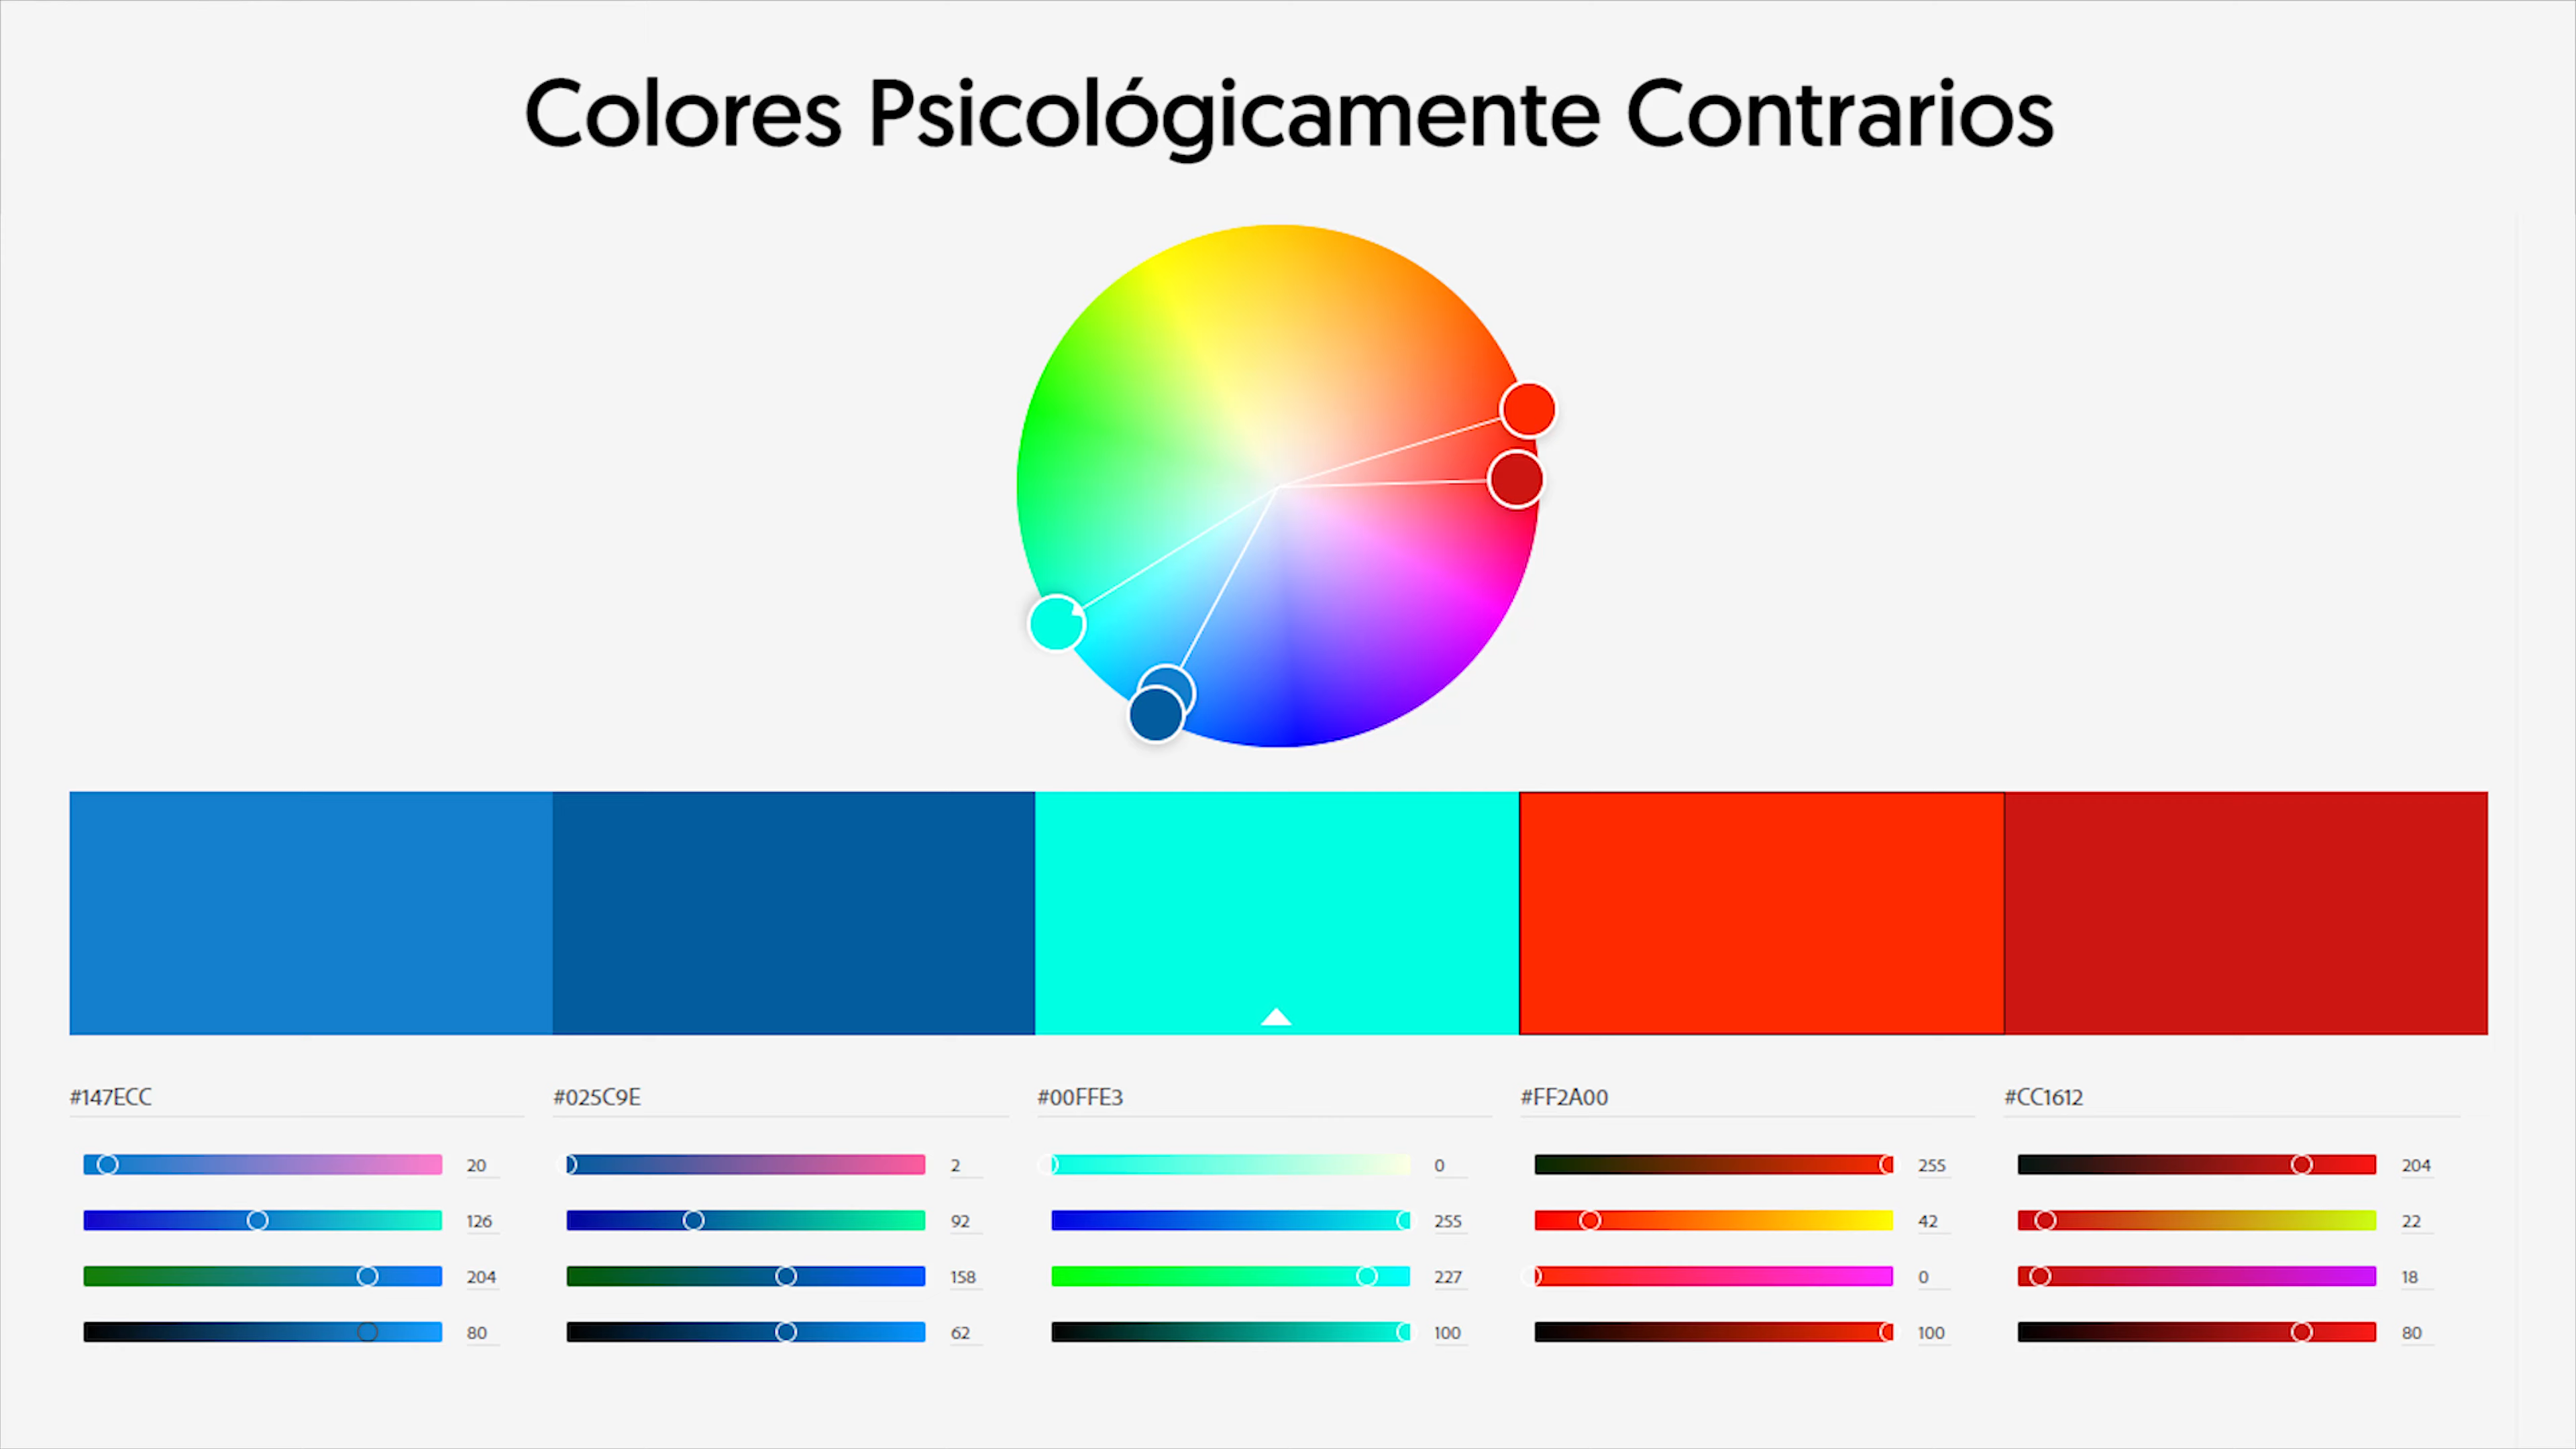 Colores Psicológicamente Contrarios
#147ECC #025C9E #00FFE3 #FF2A00 #CC1612
20 2 0 255 204
126 92 255 42 22
204 158 227 0 18
80 62 100 100 80